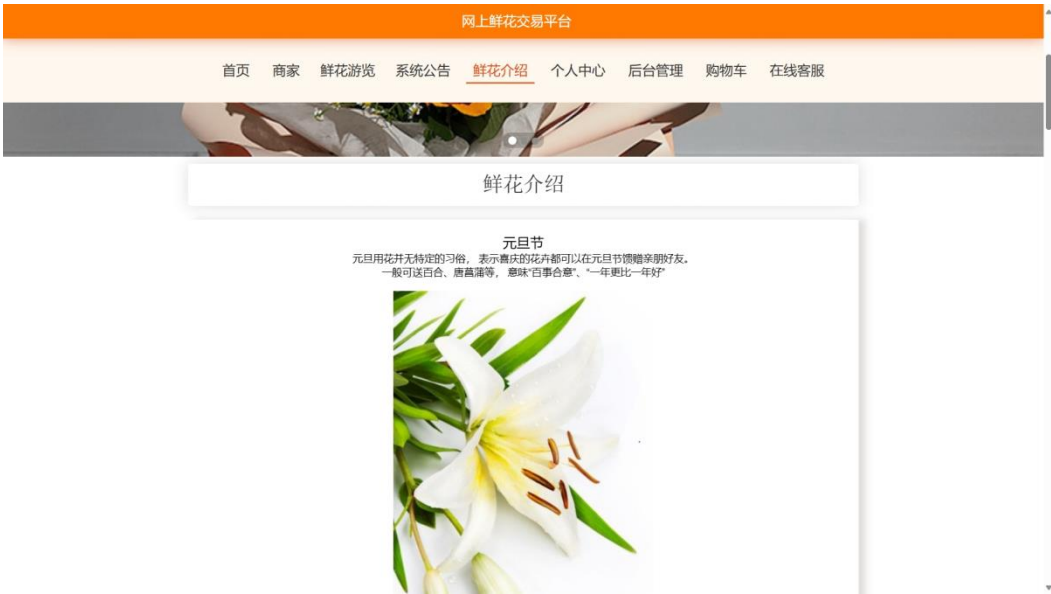 网上鲜花交易平台
首页 商家 鲜花游览 系统公告 鲜花介绍 个人中心 后台管理 购物车 在线客服
鲜花介绍
元旦节
元旦用花并无特定的习俗， 表示喜庆的花卉都可以在元旦节馈赠亲朋好友。
一般可送百合、唐菖蒲等， 意味“百事合意”、“一年更比一年好”